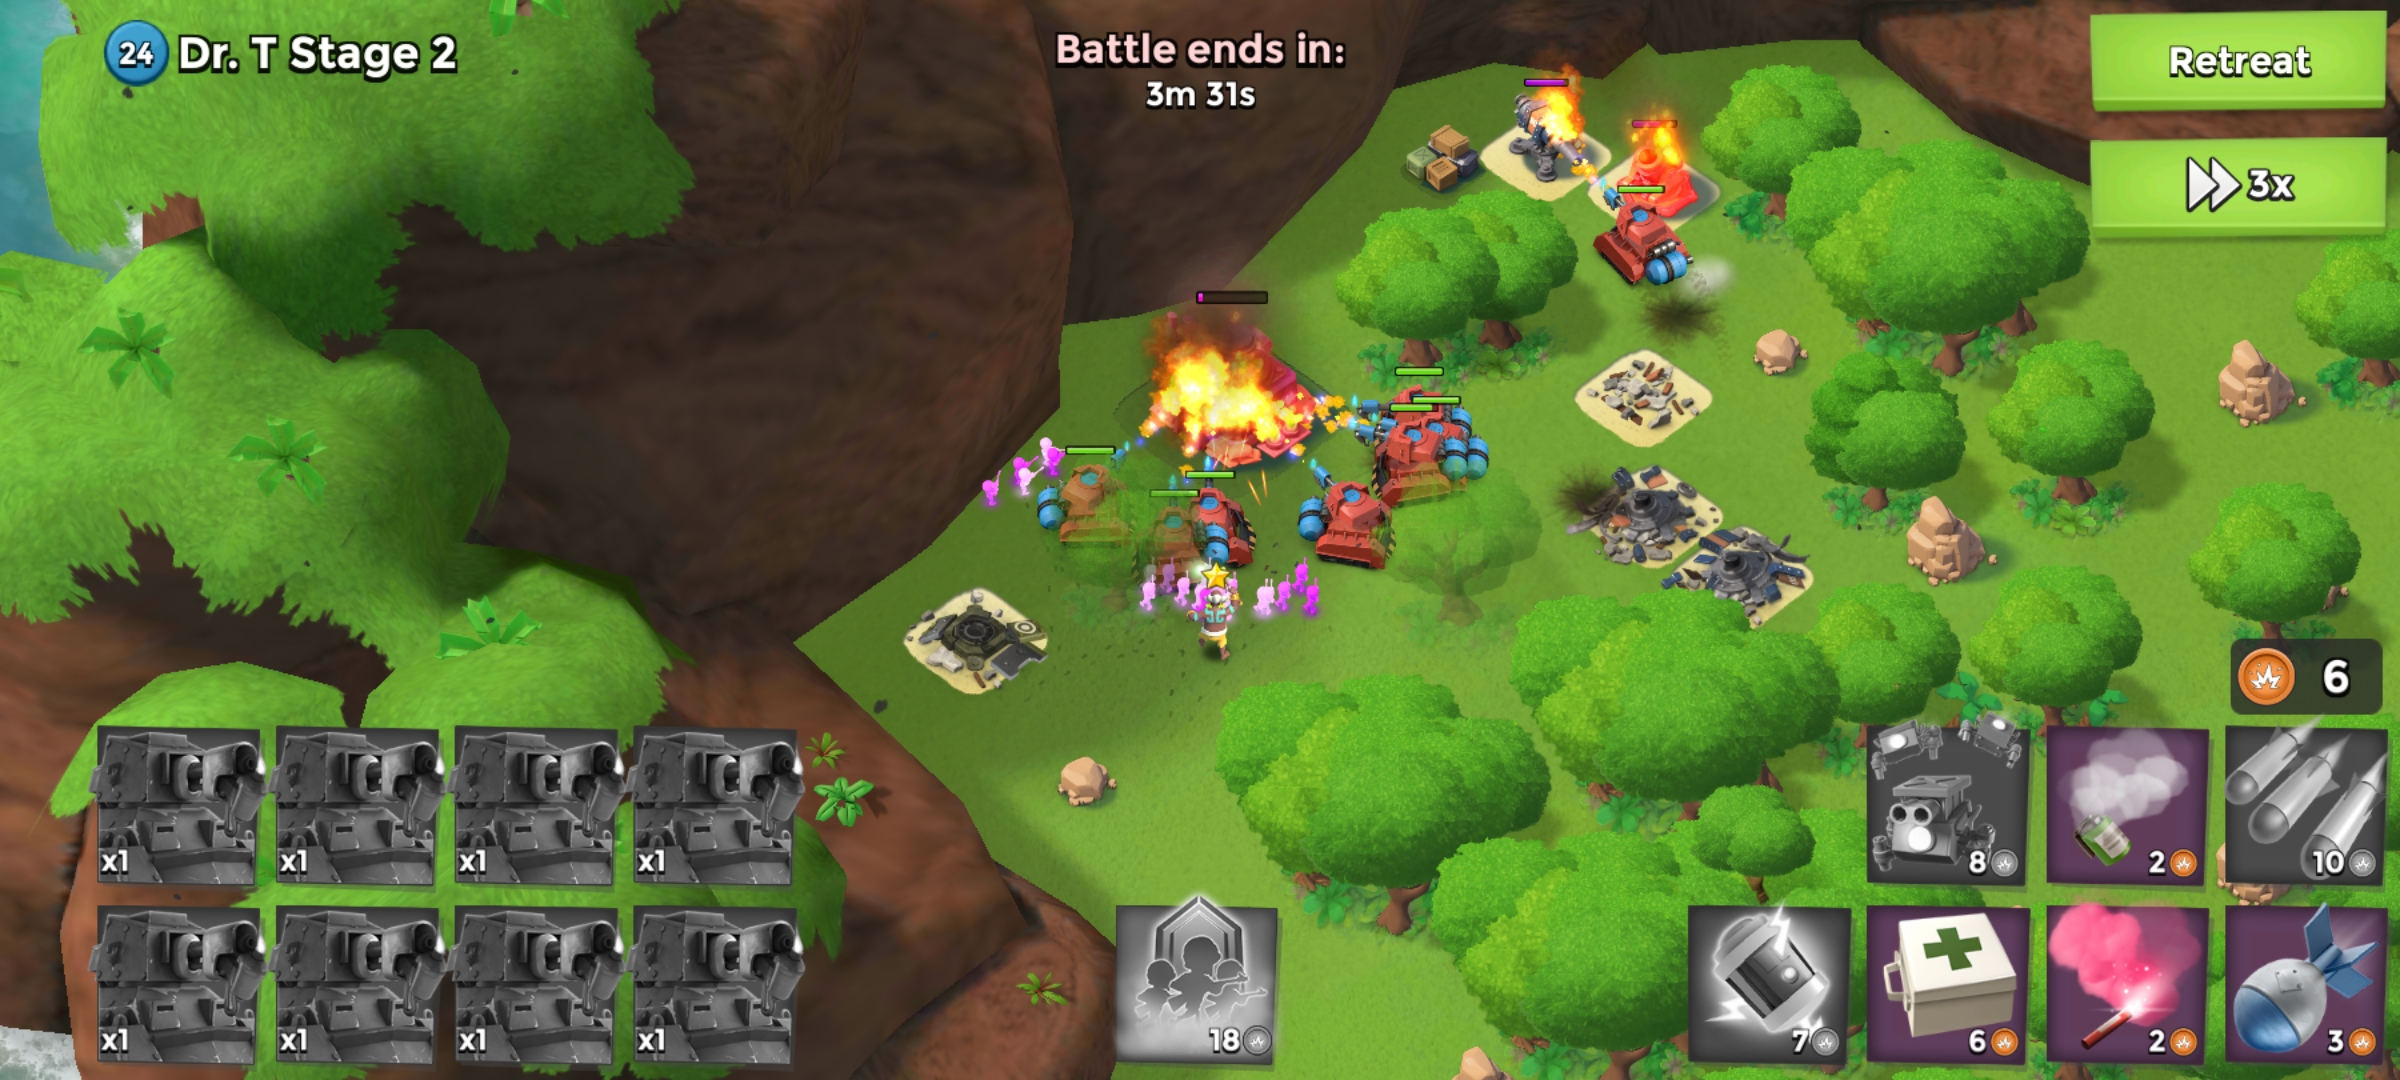 24 Dr. T Stage 2
Battle ends in:
3m 31s
Retreat
3x
6
x1 x1 x1 x1
8 2 10
x1 x1 x1 x1
18 7 6 2 3